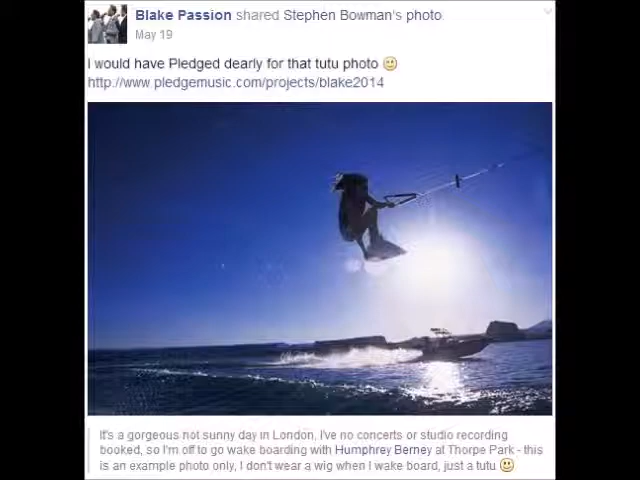 Blake Passion shared Stephen Bowman's photo.
May 19
I would have Pledged dearly for that tutu photo 🙂
http://www.pledgemusic.com/projects/blake2014
It's a gorgeous not sunny day in London, I've no concerts or studio recording
booked, so I'm off to go wake boarding with Humphrey Berney at Thorpe Park - this
is an example photo only, I don't wear a wig when I wake board, just a tutu 😃